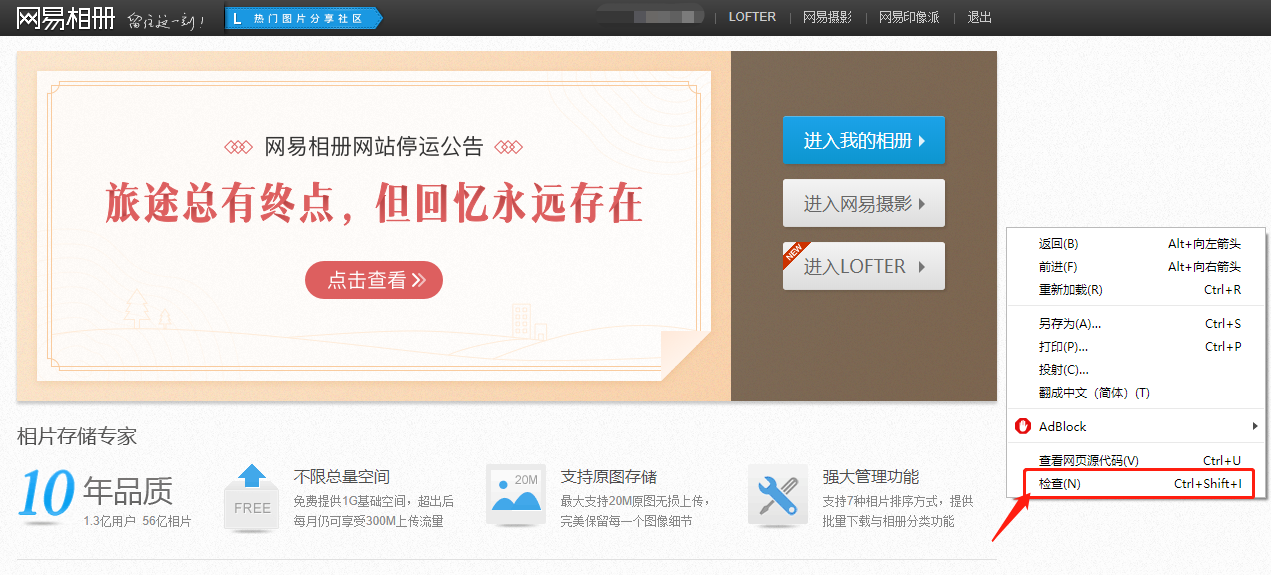 网易相册 留住这一刻!
L 热门图片分享社区
LOFTER | 网易摄影 | 网易印像派 | 退出
网易相册网站停运公告
旅途总有终点，但回忆永远存在
点击查看
进入我的相册
进入网易摄影
NEW
进入LOFTER
返回(B) Alt+向左箭头
前进(F) Alt+向右箭头
重新加载(R) Ctrl+R
另存为(A)... Ctrl+S
打印(P)... Ctrl+P
投射(C)...
翻成中文（简体）(T)
AdBlock
查看网页源代码(V) Ctrl+U
检查(N) Ctrl+Shift+I
相片存储专家
10年品质
1.3亿用户 56亿相片
FREE
不限总量空间
免费提供1G基础空间，超出后
每月仍可享受300M上传流量
20M
支持原图存储
最大支持20M原图无损上传，
完美保留每一个图像细节
强大管理功能
支持7种相片排序方式，提供
批量下载与相册分类功能